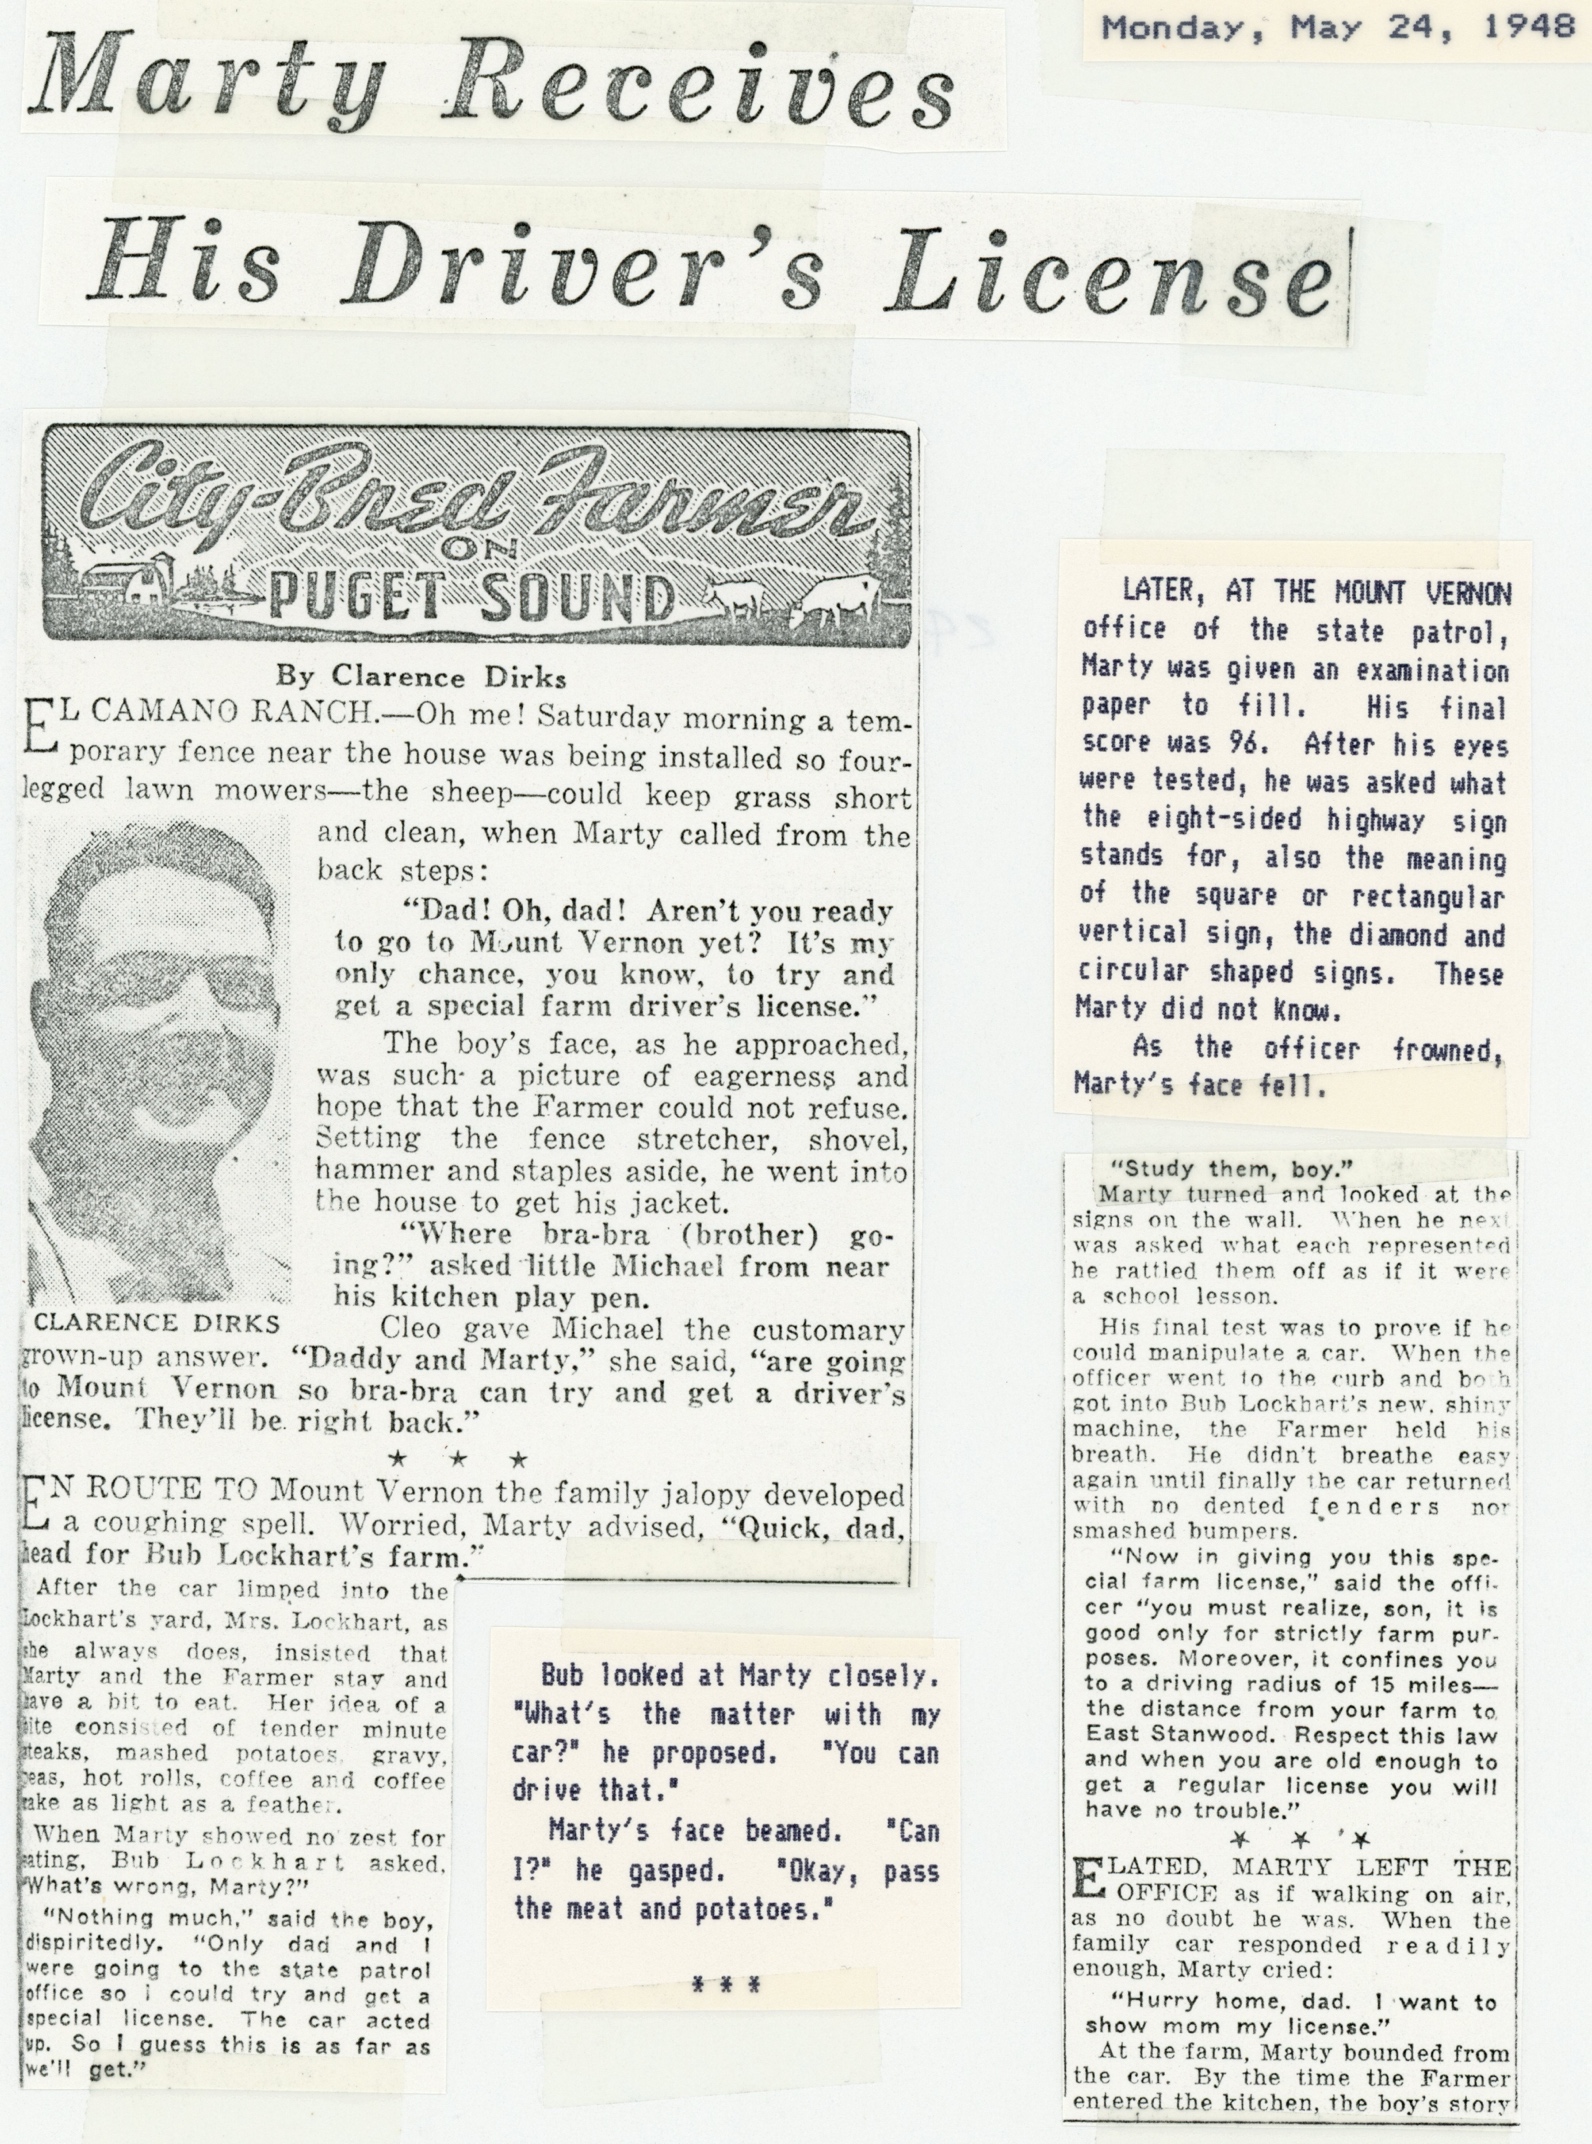 Monday, May 24, 1948
Marty Receives
His Driver's License
City-Bred Farmer
ON
PUGET SOUND
By Clarence Dirks
EL CAMANO RANCH.—Oh me! Saturday morning a tem-
porary fence near the house was being installed so four-
legged lawn mowers—the sheep—could keep grass short
and clean, when Marty called from the
back steps:
"Dad! Oh, dad! Aren't you ready
to go to Mount Vernon yet? It's my
only chance, you know, to try and
get a special farm driver's license."
The boy's face, as he approached,
was such a picture of eagerness and
hope that the Farmer could not refuse.
Setting the fence stretcher, shovel,
hammer and staples aside, he went into
the house to get his jacket.
"Where bra-bra (brother) go-
ing?" asked little Michael from near
his kitchen play pen.
CLARENCE DIRKS
Cleo gave Michael the customary
grown-up answer. "Daddy and Marty," she said, "are going
to Mount Vernon so bra-bra can try and get a driver's
license. They'll be right back."
★ ★ ★
EN ROUTE TO Mount Vernon the family jalopy developed
a coughing spell. Worried, Marty advised, "Quick, dad,
head for Bub Lockhart's farm."
After the car limped into the
Lockhart's yard, Mrs. Lockhart, as
she always does, insisted that
Marty and the Farmer stay and
have a bit to eat. Her idea of a
bite consisted of tender minute
steaks, mashed potatoes, gravy,
peas, hot rolls, coffee and coffee
cake as light as a feather.
When Marty showed no zest for
eating, Bub Lockhart asked,
"What's wrong, Marty?"
"Nothing much," said the boy,
dispiritedly. "Only dad and I
were going to the state patrol
office so i could try and get a
special license. The car acted
up. So I guess this is as far as
we'll get."
Bub looked at Marty closely.
"What's the matter with my
car?" he proposed. "You can
drive that."
Marty's face beamed. "Can
I?" he gasped. "Okay, pass
the meat and potatoes."
* * *
LATER, AT THE MOUNT VERNON
office of the state patrol,
Marty was given an examination
paper to fill. His final
score was 96. After his eyes
were tested, he was asked what
the eight-sided highway sign
stands for, also the meaning
of the square or rectangular
vertical sign, the diamond and
circular shaped signs. These
Marty did not know.
As the officer frowned,
Marty's face fell.
"Study them, boy."
Marty turned and looked at the
signs on the wall. When he next
was asked what each represented
he rattled them off as if it were
a school lesson.
His final test was to prove if he
could manipulate a car. When the
officer went to the curb and both
got into Bub Lockhart's new, shiny
machine, the Farmer held his
breath. He didn't breathe easy
again until finally the car returned
with no dented fenders nor
smashed bumpers.
"Now in giving you this spe-
cial farm license," said the offi-
cer "you must realize, son, it is
good only for strictly farm pur-
poses. Moreover, it confines you
to a driving radius of 15 miles—
the distance from your farm to
East Stanwood. Respect this law
and when you are old enough to
get a regular license you will
have no trouble."
★ ★ ★
ELATED, MARTY LEFT THE
OFFICE as if walking on air,
as no doubt he was. When the
family car responded readily
enough, Marty cried:
"Hurry home, dad. I want to
show mom my license."
At the farm, Marty bounded from
the car. By the time the Farmer
entered the kitchen, the boy's story